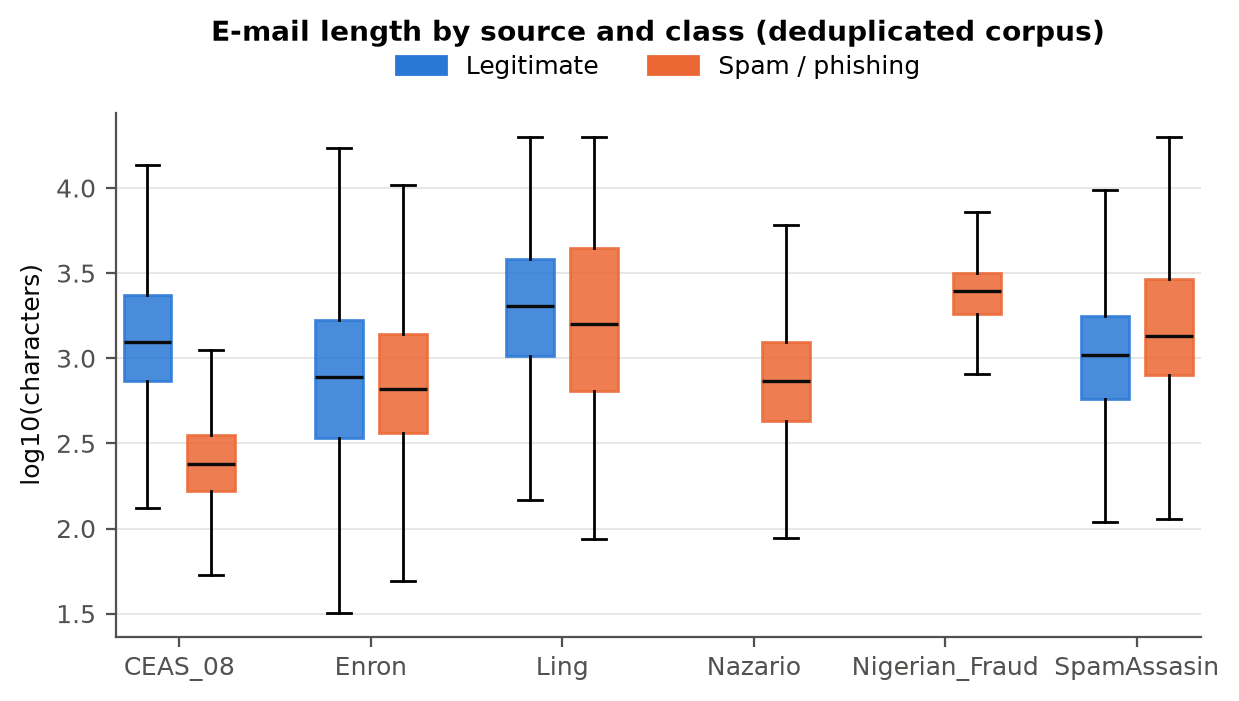 E-mail length by source and class (deduplicated corpus)
Legitimate Spam / phishing
log10(characters)
4.0
3.5
3.0
2.5
2.0
1.5
CEAS_08 Enron Ling Nazario Nigerian_Fraud SpamAssasin